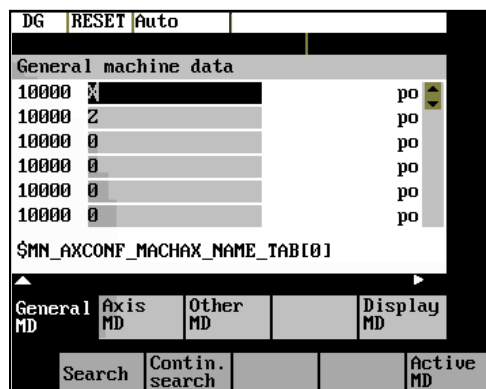 DG RESET Auto
General machine data
10000 X po
10000 Z po
10000 0 po
10000 0 po
10000 0 po
10000 0 po
$MN_AXCONF_MACHAX_NAME_TAB[0]
General MD Axis MD Other MD Display MD
Search Contin. search Active MD